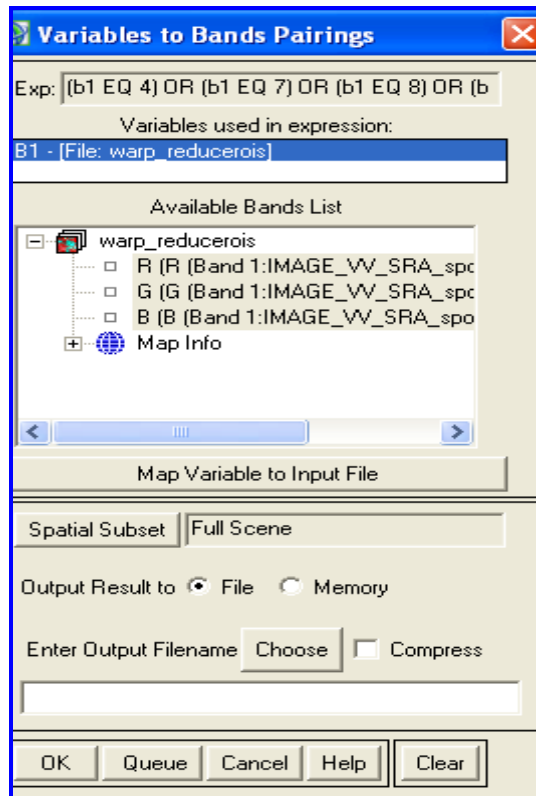 Variables to Bands Pairings
Exp: (b1 EQ 4) OR (b1 EQ 7) OR (b1 EQ 8) OR (b
Variables used in expression:
B1 - [File: warp_reducerois]
Available Bands List
warp_reducerois
R (R (Band 1:IMAGE_VV_SRA_spo
G (G (Band 1:IMAGE_VV_SRA_spo
B (B (Band 1:IMAGE_VV_SRA_spo
Map Info
Map Variable to Input File
Spatial Subset Full Scene
Output Result to File Memory
Enter Output Filename Choose Compress
OK Queue Cancel Help Clear